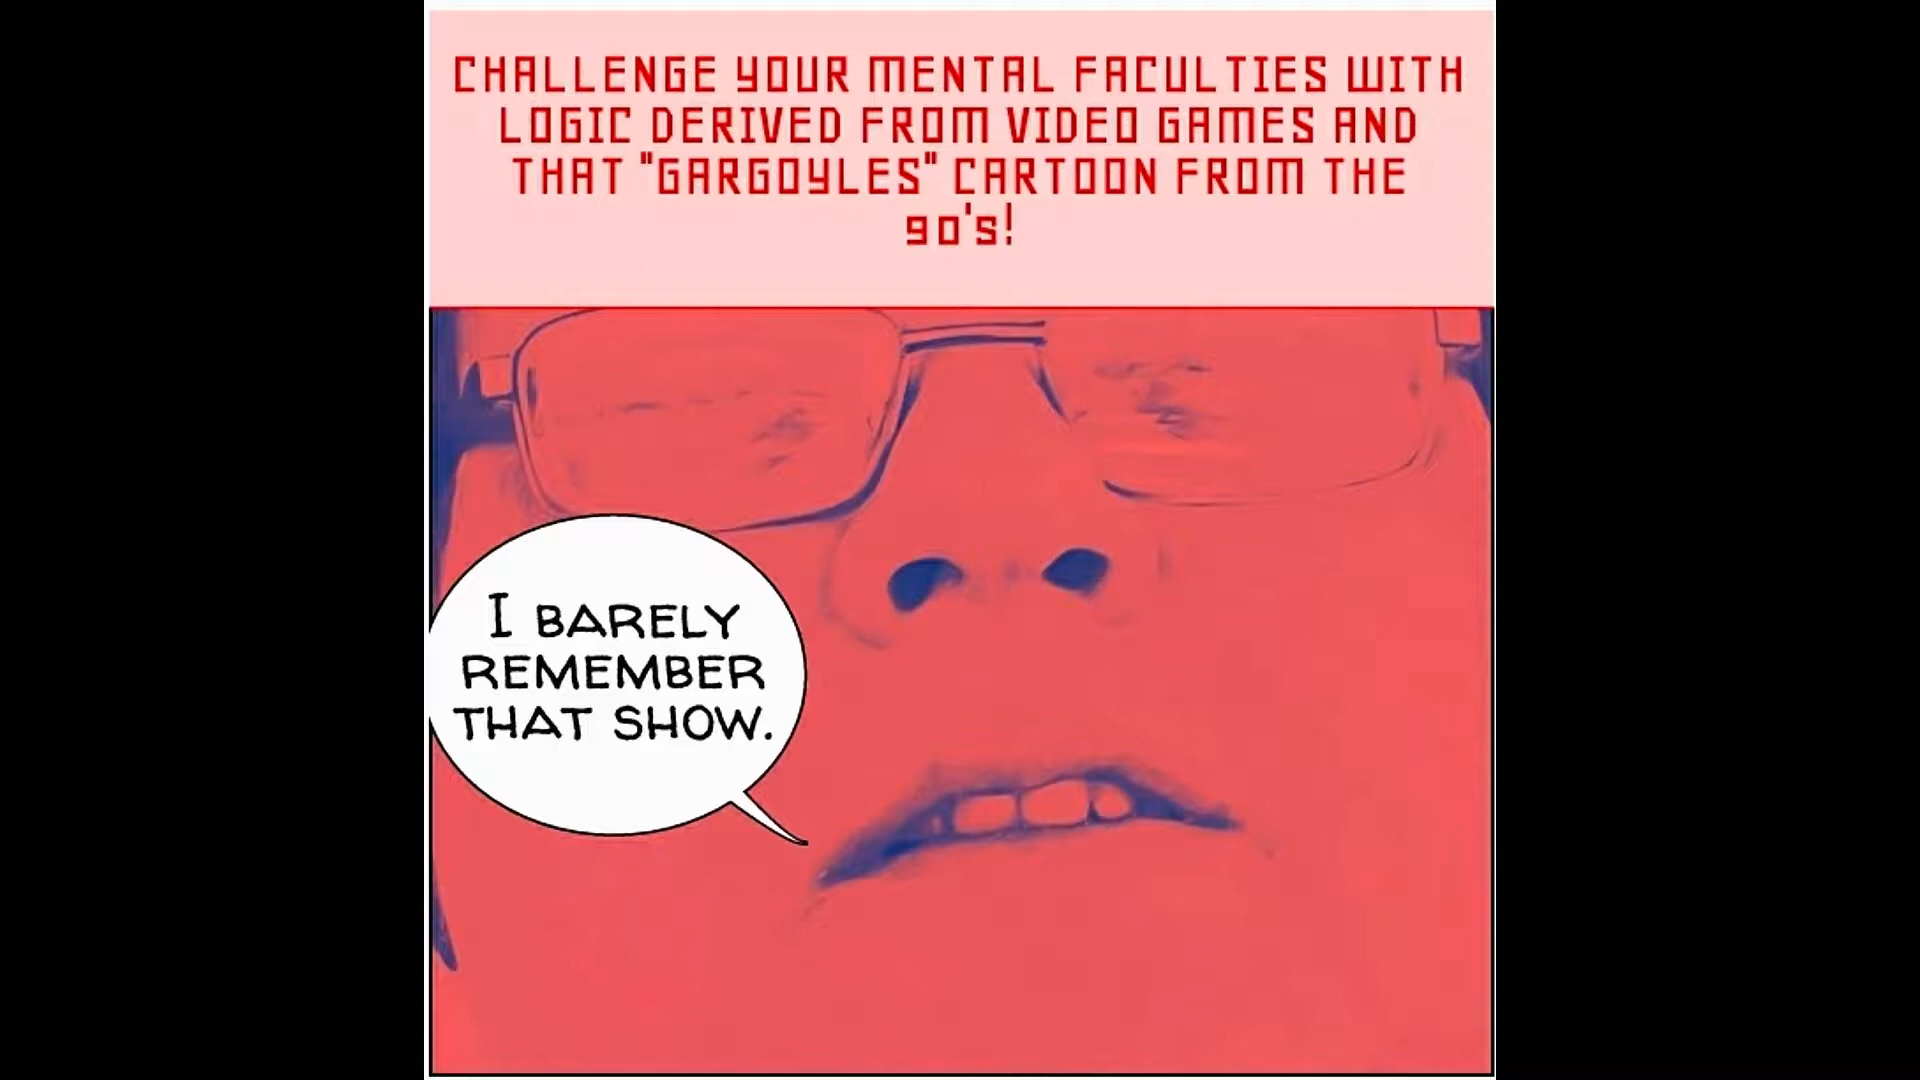 CHALLENGE YOUR MENTAL FACULTIES WITH
LOGIC DERIVED FROM VIDEO GAMES AND
THAT "GARGOYLES" CARTOON FROM THE
90's!
I BARELY
REMEMBER
THAT SHOW.